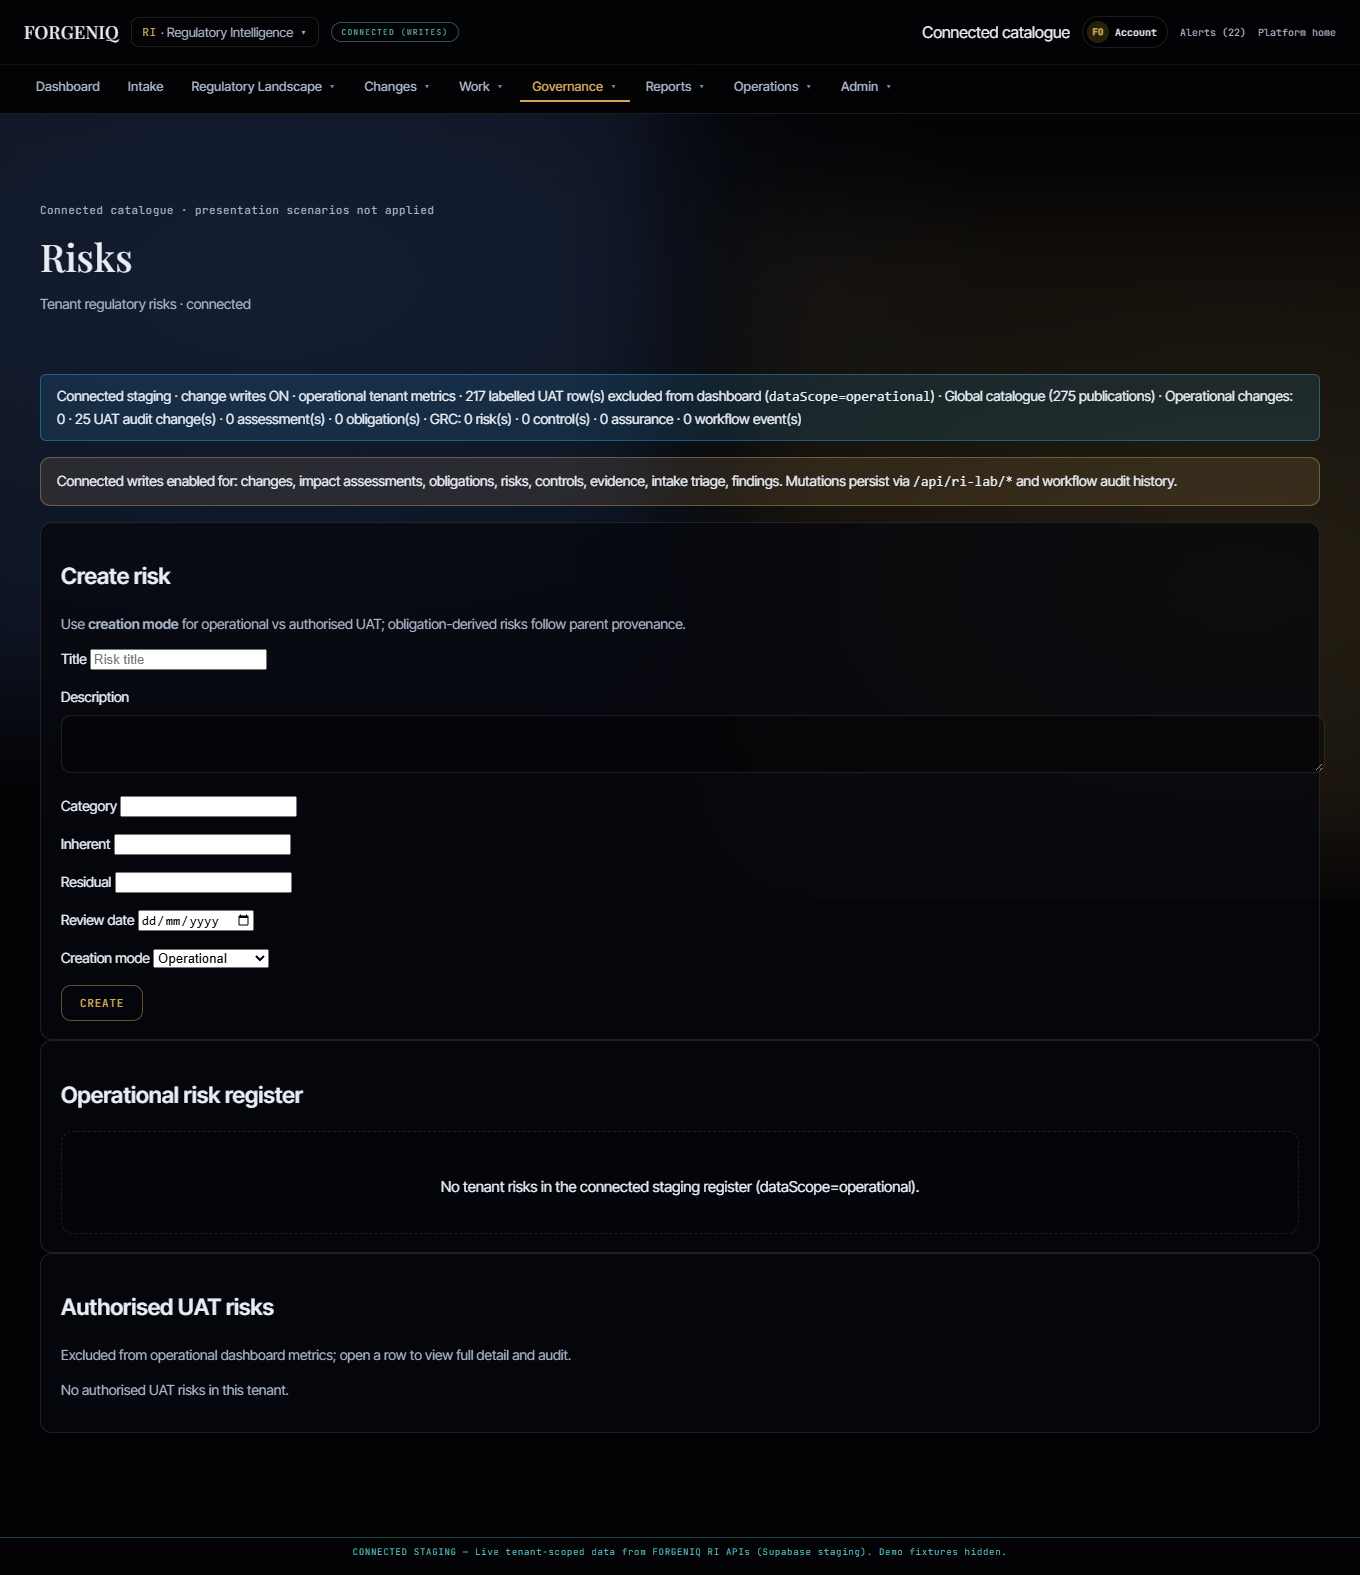 FORGENIQ RI · Regulatory Intelligence ▾ CONNECTED (WRITES) Connected catalogue FO Account Alerts (22) Platform home
Dashboard Intake Regulatory Landscape ▾ Changes ▾ Work ▾ Governance ▾ Reports ▾ Operations ▾ Admin ▾
Connected catalogue · presentation scenarios not applied
Risks
Tenant regulatory risks · connected
Connected staging · change writes ON · operational tenant metrics · 217 labelled UAT row(s) excluded from dashboard (dataScope=operational) · Global catalogue (275 publications) · Operational changes:
0 · 25 UAT audit change(s) · 0 assessment(s) · 0 obligation(s) · GRC: 0 risk(s) · 0 control(s) · 0 assurance · 0 workflow event(s)
Connected writes enabled for: changes, impact assessments, obligations, risks, controls, evidence, intake triage, findings. Mutations persist via /api/ri-lab/* and workflow audit history.
Create risk
Use creation mode for operational vs authorised UAT; obligation-derived risks follow parent provenance.
Title Risk title
Description
Category
Inherent
Residual
Review date dd/mm/yyyy
Creation mode Operational
CREATE
Operational risk register
No tenant risks in the connected staging register (dataScope=operational).
Authorised UAT risks
Excluded from operational dashboard metrics; open a row to view full detail and audit.
No authorised UAT risks in this tenant.
CONNECTED STAGING — Live tenant-scoped data from FORGENIQ RI APIs (Supabase staging). Demo fixtures hidden.